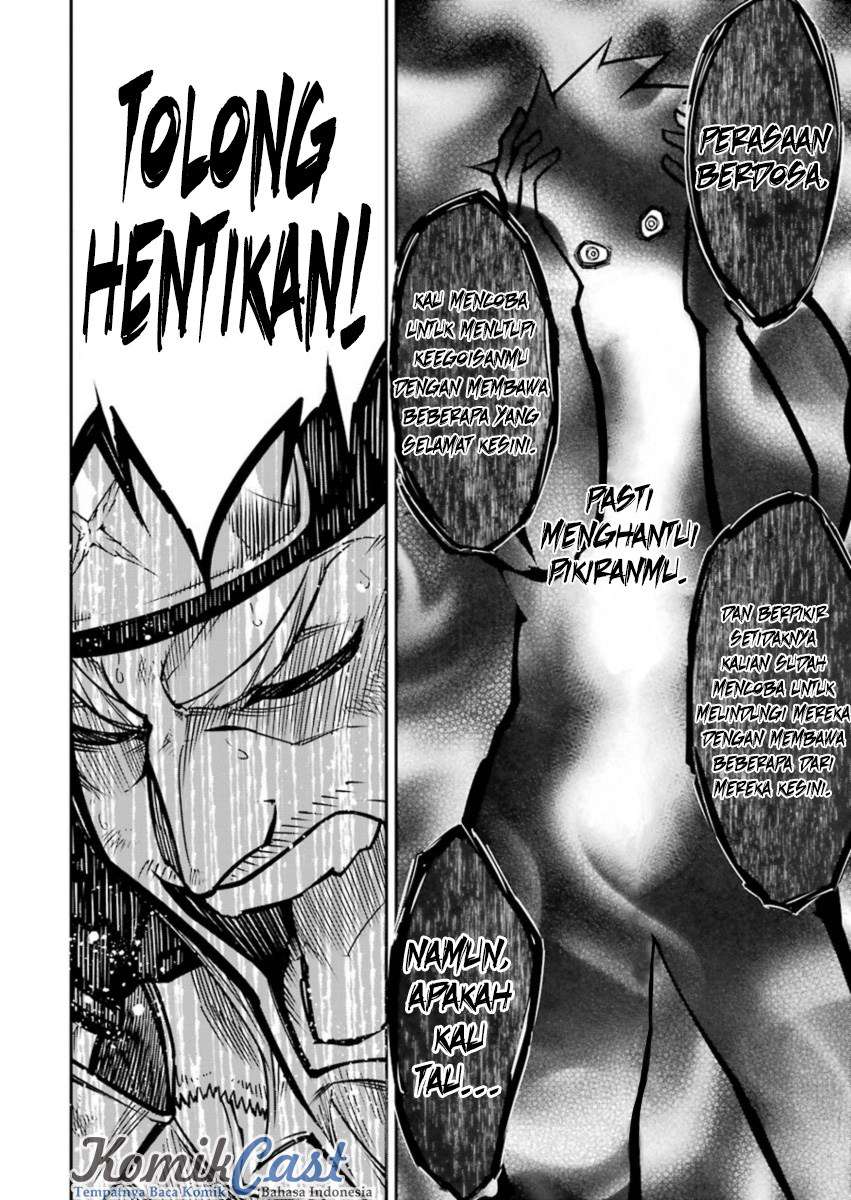 PERASAAN
BERDOSA.
PASTI
MENGHANTUI
PIKIRANMU.
KAU MENCOBA
UNTUK MENUTUPI
KEEGOISANMU
DENGAN MEMBAWA
BEBERAPA YANG
SELAMAT KESINI.
DAN BERPIKIR
SETIDAKNYA
KALIAN SUDAH
MENCOBA UNTUK
MELINDUNGI MEREKA
DENGAN MEMBAWA
BEBERAPA DARI
MEREKA KESINI.
NAMUN,
APAKAH
KAU
TAU...
TOLONG
HENTIKAN!
KomikCast
Tempatnya Baca Komik Bahasa Indonesia